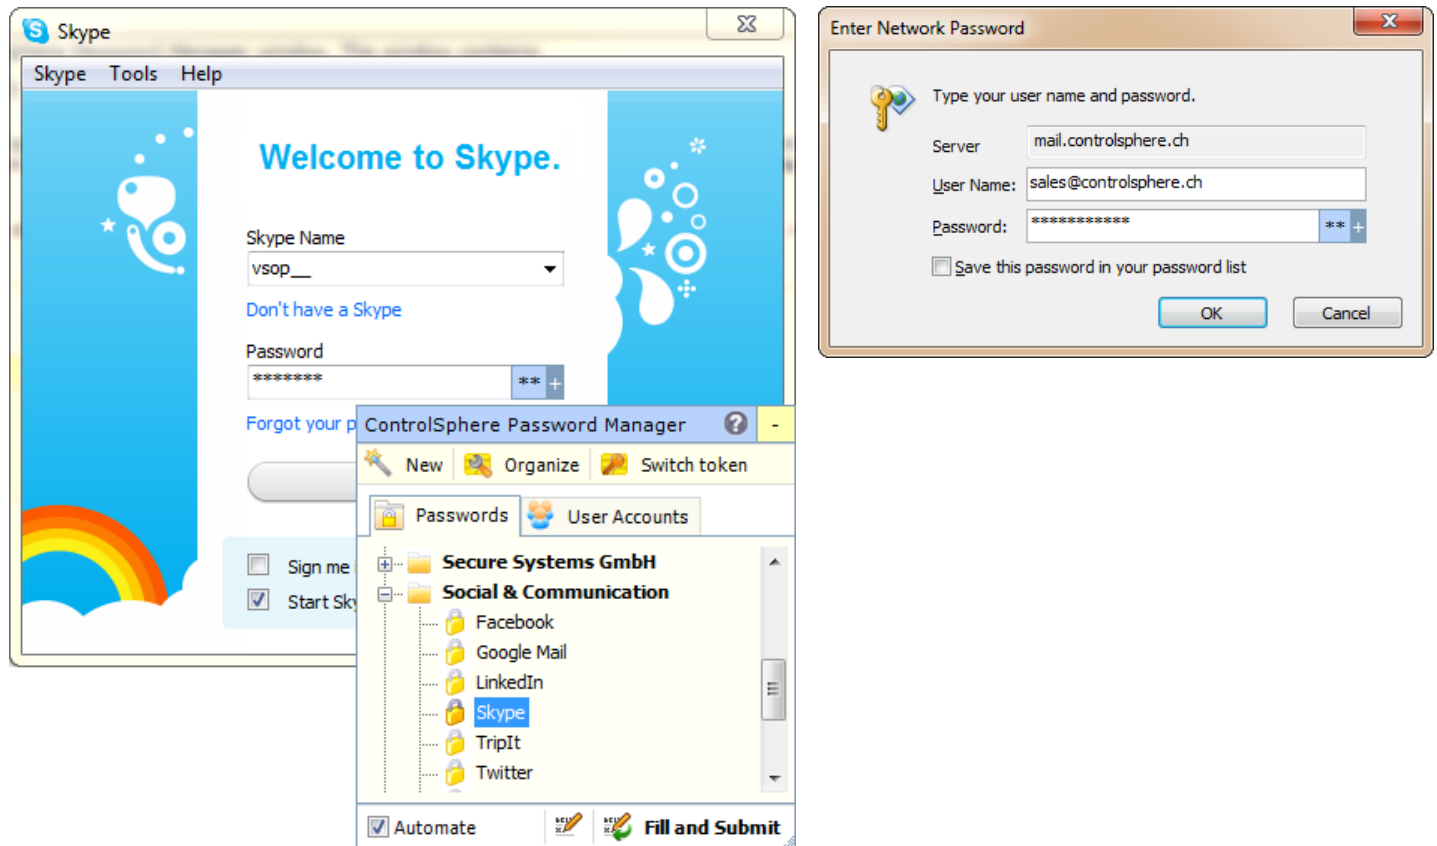 Skype
Skype Tools Help
Welcome to Skype.
Skype Name
vsop__
Don't have a Skype
Password
*******
** +
Forgot your p
Sign me
Start Sky
ControlSphere Password Manager
? -
New Organize Switch token
Passwords User Accounts
Secure Systems GmbH
Social & Communication
Facebook
Google Mail
LinkedIn
Skype
TripIt
Twitter
Automate Fill and Submit
Enter Network Password
Type your user name and password.
Server mail.controlsphere.ch
User Name: sales@controlsphere.ch
Password: *********** ** +
Save this password in your password list
OK Cancel